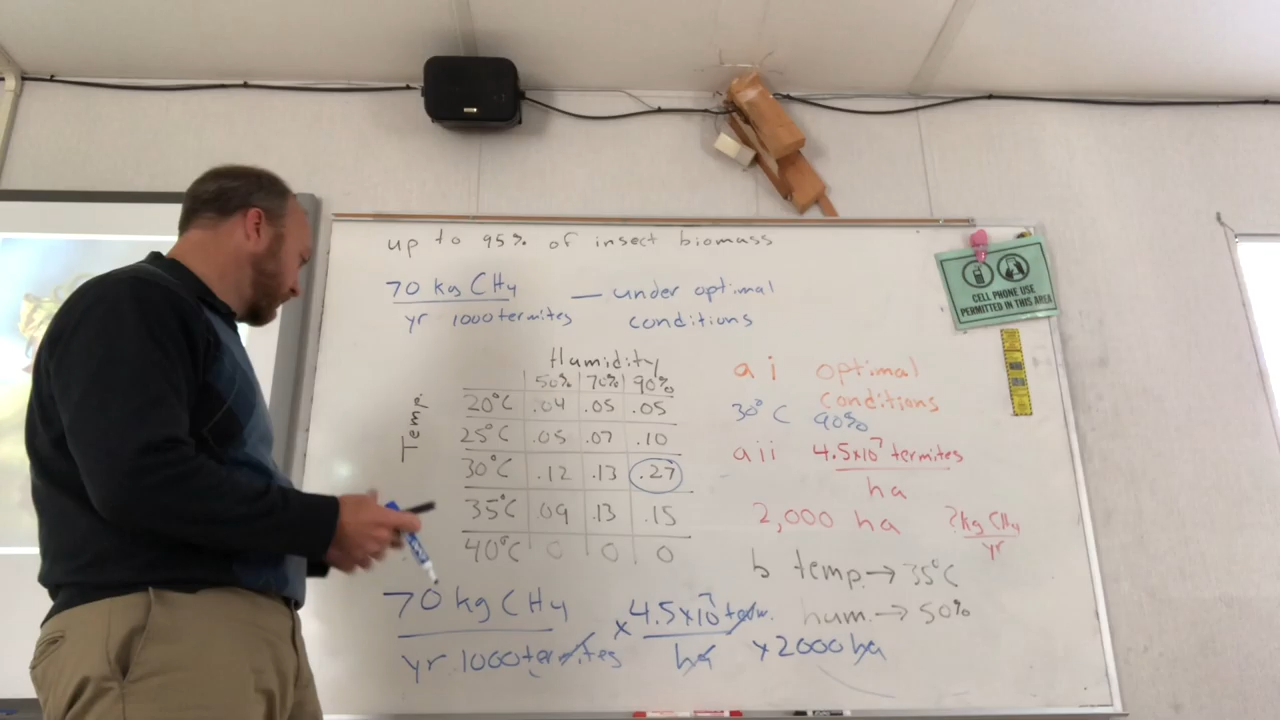 up to 95% of insect biomass
70 kg CH4 — under optimal
yr 1000 termites conditions
Humidity
50% 70% 90%
Temp.
20°C .04 .05 .05
25°C .05 .07 .10
30°C .12 .13 .27
35°C .09 .13 .15
40°C 0 0 0
a i optimal
conditions
30°C 90%
a ii 4.5x10^7 termites
ha
2,000 ha ? kg CH4
yr
b temp. → 35°C
hum. → 50%
70 kg CH4 x 4.5x10^7 term. x 2000 ha
yr 1000 termites ha
CELL PHONE USE
PERMITTED IN THIS AREA